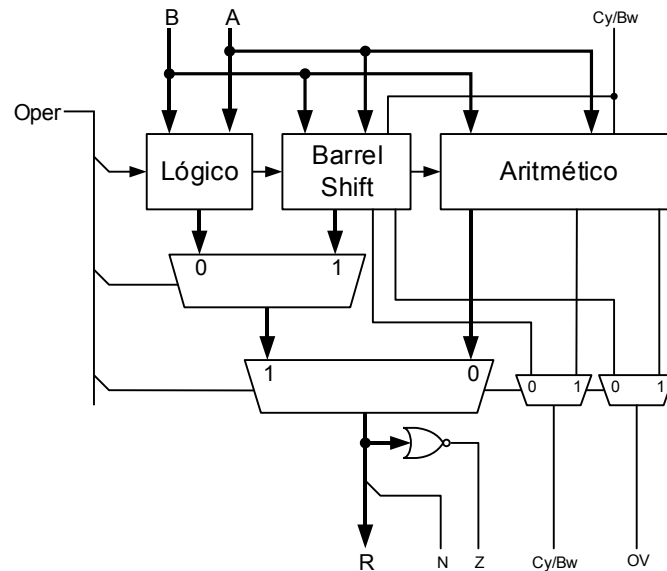 B A Cy/Bw
Oper
Lógico
Barrel
Shift
Aritmético
0 1
1 0
0 1 0 1
R N Z Cy/Bw OV